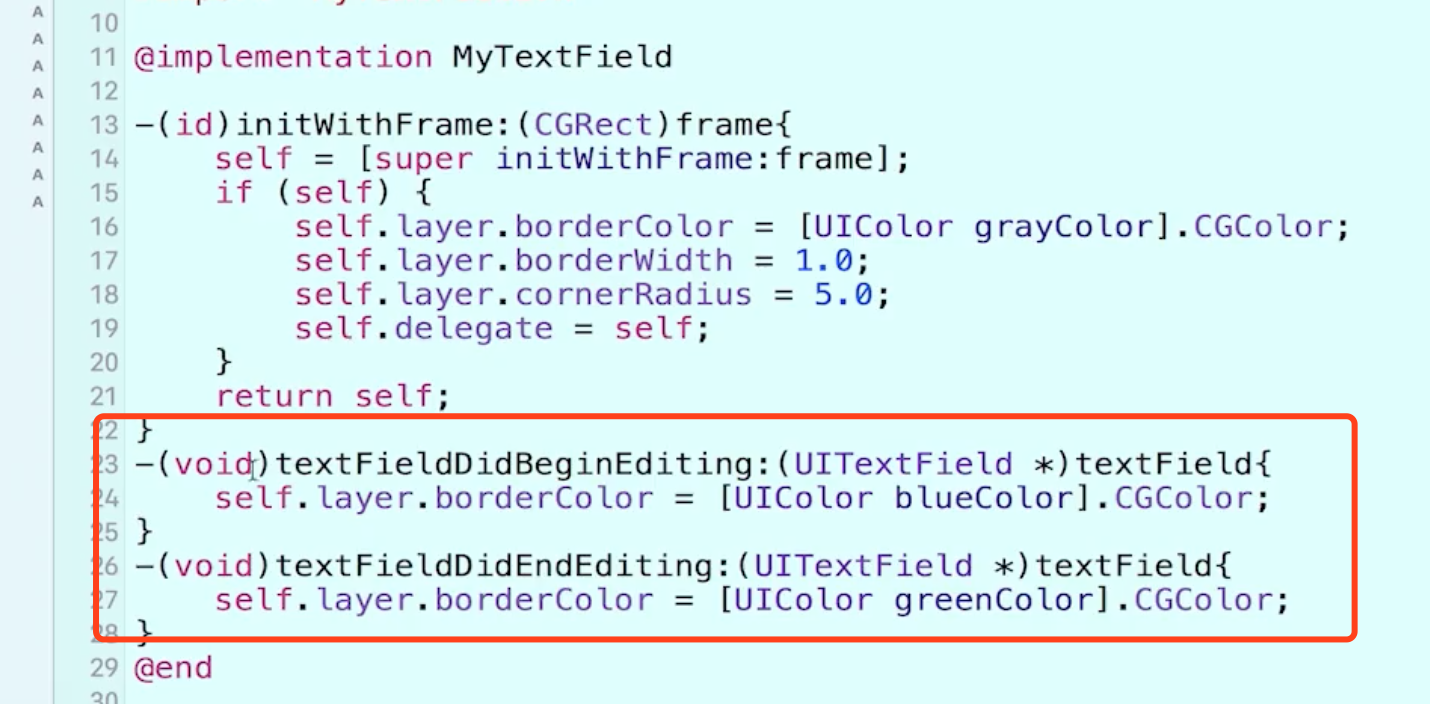 A
A
A
A
A
A
A
A
10
11 @implementation MyTextField
12
13 -(id)initWithFrame:(CGRect)frame{
14 self = [super initWithFrame:frame];
15 if (self) {
16 self.layer.borderColor = [UIColor grayColor].CGColor;
17 self.layer.borderWidth = 1.0;
18 self.layer.cornerRadius = 5.0;
19 self.delegate = self;
20 }
21 return self;
22 }
23 -(void)textFieldDidBeginEditing:(UITextField *)textField{
24 self.layer.borderColor = [UIColor blueColor].CGColor;
25 }
26 -(void)textFieldDidEndEditing:(UITextField *)textField{
27 self.layer.borderColor = [UIColor greenColor].CGColor;
28 }
29 @end
30